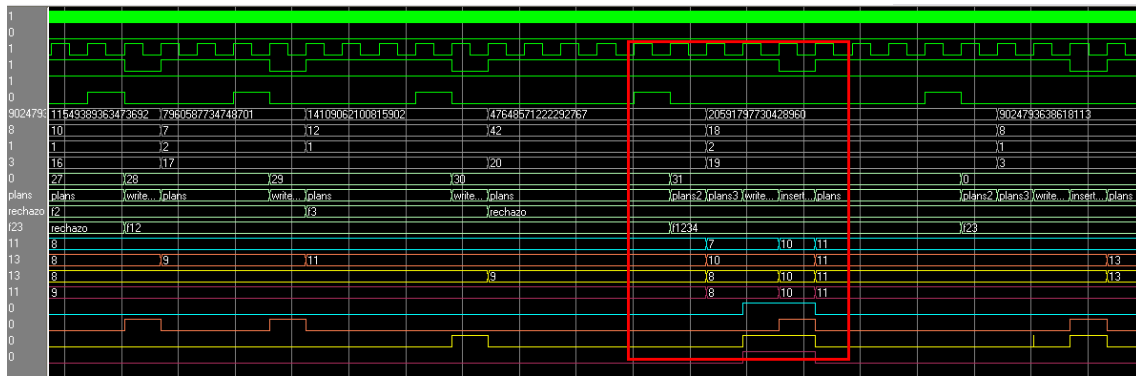 1
0
1
1
1
0
9024793 11549389363473692 7960587734748701 14109062100815902 47648571222292767 20591797730428960 9024793638618113
8 10 7 12 42 18 8
1 1 2 1 2 1
3 16 17 20 19 3
0 27 28 29 30 31 0
plans plans write... plans write... plans write... plans plans2 plans3 write... insert... plans plans2 plans3 write... insert... plans
rechazo f2 f3 rechazo
f23 rechazo f12 f1234 f23
11 8 7 10 11
13 8 9 11 10 11 13
13 8 9 8 10 11 13
11 9 8 10 11
0
0
0
0